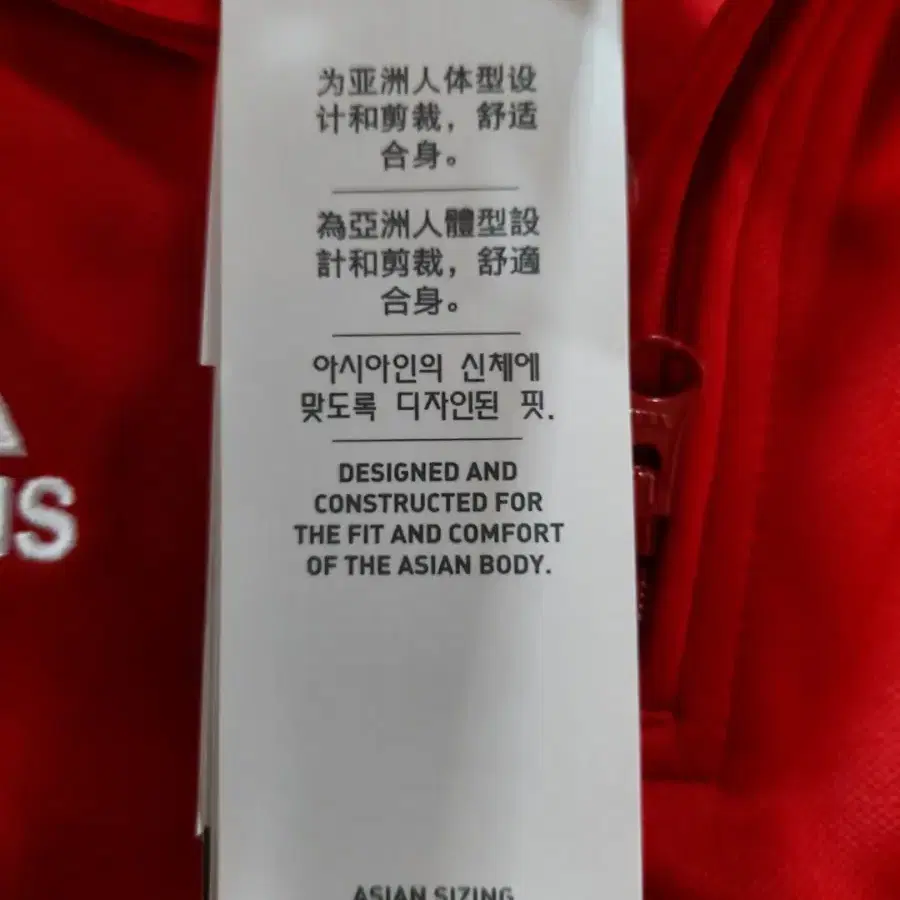 为亚洲人体型设
计和剪裁，舒适
合身。
為亞洲人體型設
計和剪裁，舒適
合身。
아시아인의 신체에
맞도록 디자인된 핏.
DESIGNED AND
CONSTRUCTED FOR
THE FIT AND COMFORT
OF THE ASIAN BODY.
ASIAN SIZING